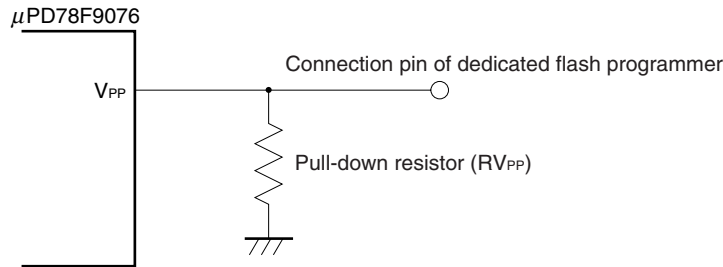 μPD78F9076
Connection pin of dedicated flash programmer
VPP
Pull-down resistor (RVPP)